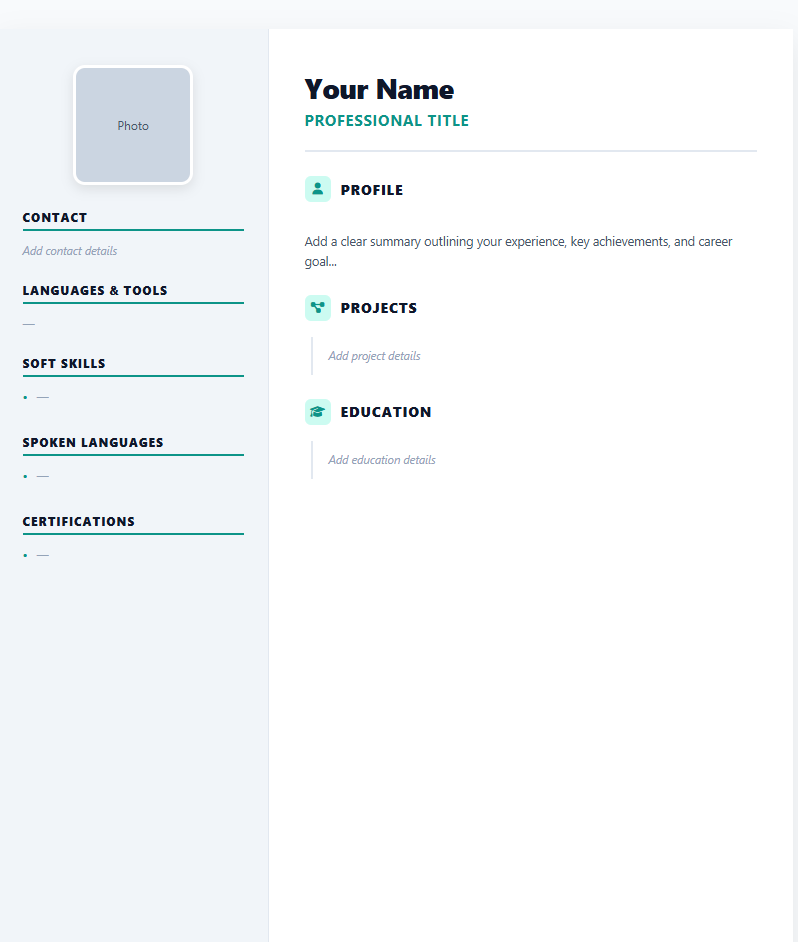 Photo
CONTACT
Add contact details
LANGUAGES & TOOLS
—
SOFT SKILLS
• —
SPOKEN LANGUAGES
• —
CERTIFICATIONS
• —
Your Name
PROFESSIONAL TITLE
PROFILE
Add a clear summary outlining your experience, key achievements, and career
goal...
PROJECTS
Add project details
EDUCATION
Add education details